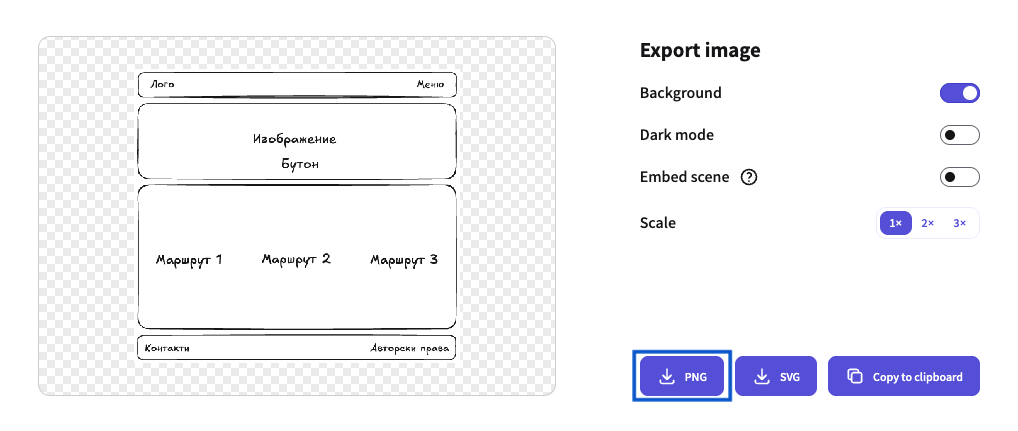 Лого Меню
Изображение
Бутон
Маршрут 1 Маршрут 2 Маршрут 3
Контакти Авторски права
Export image
Background
Dark mode
Embed scene
Scale 1× 2× 3×
PNG SVG Copy to clipboard